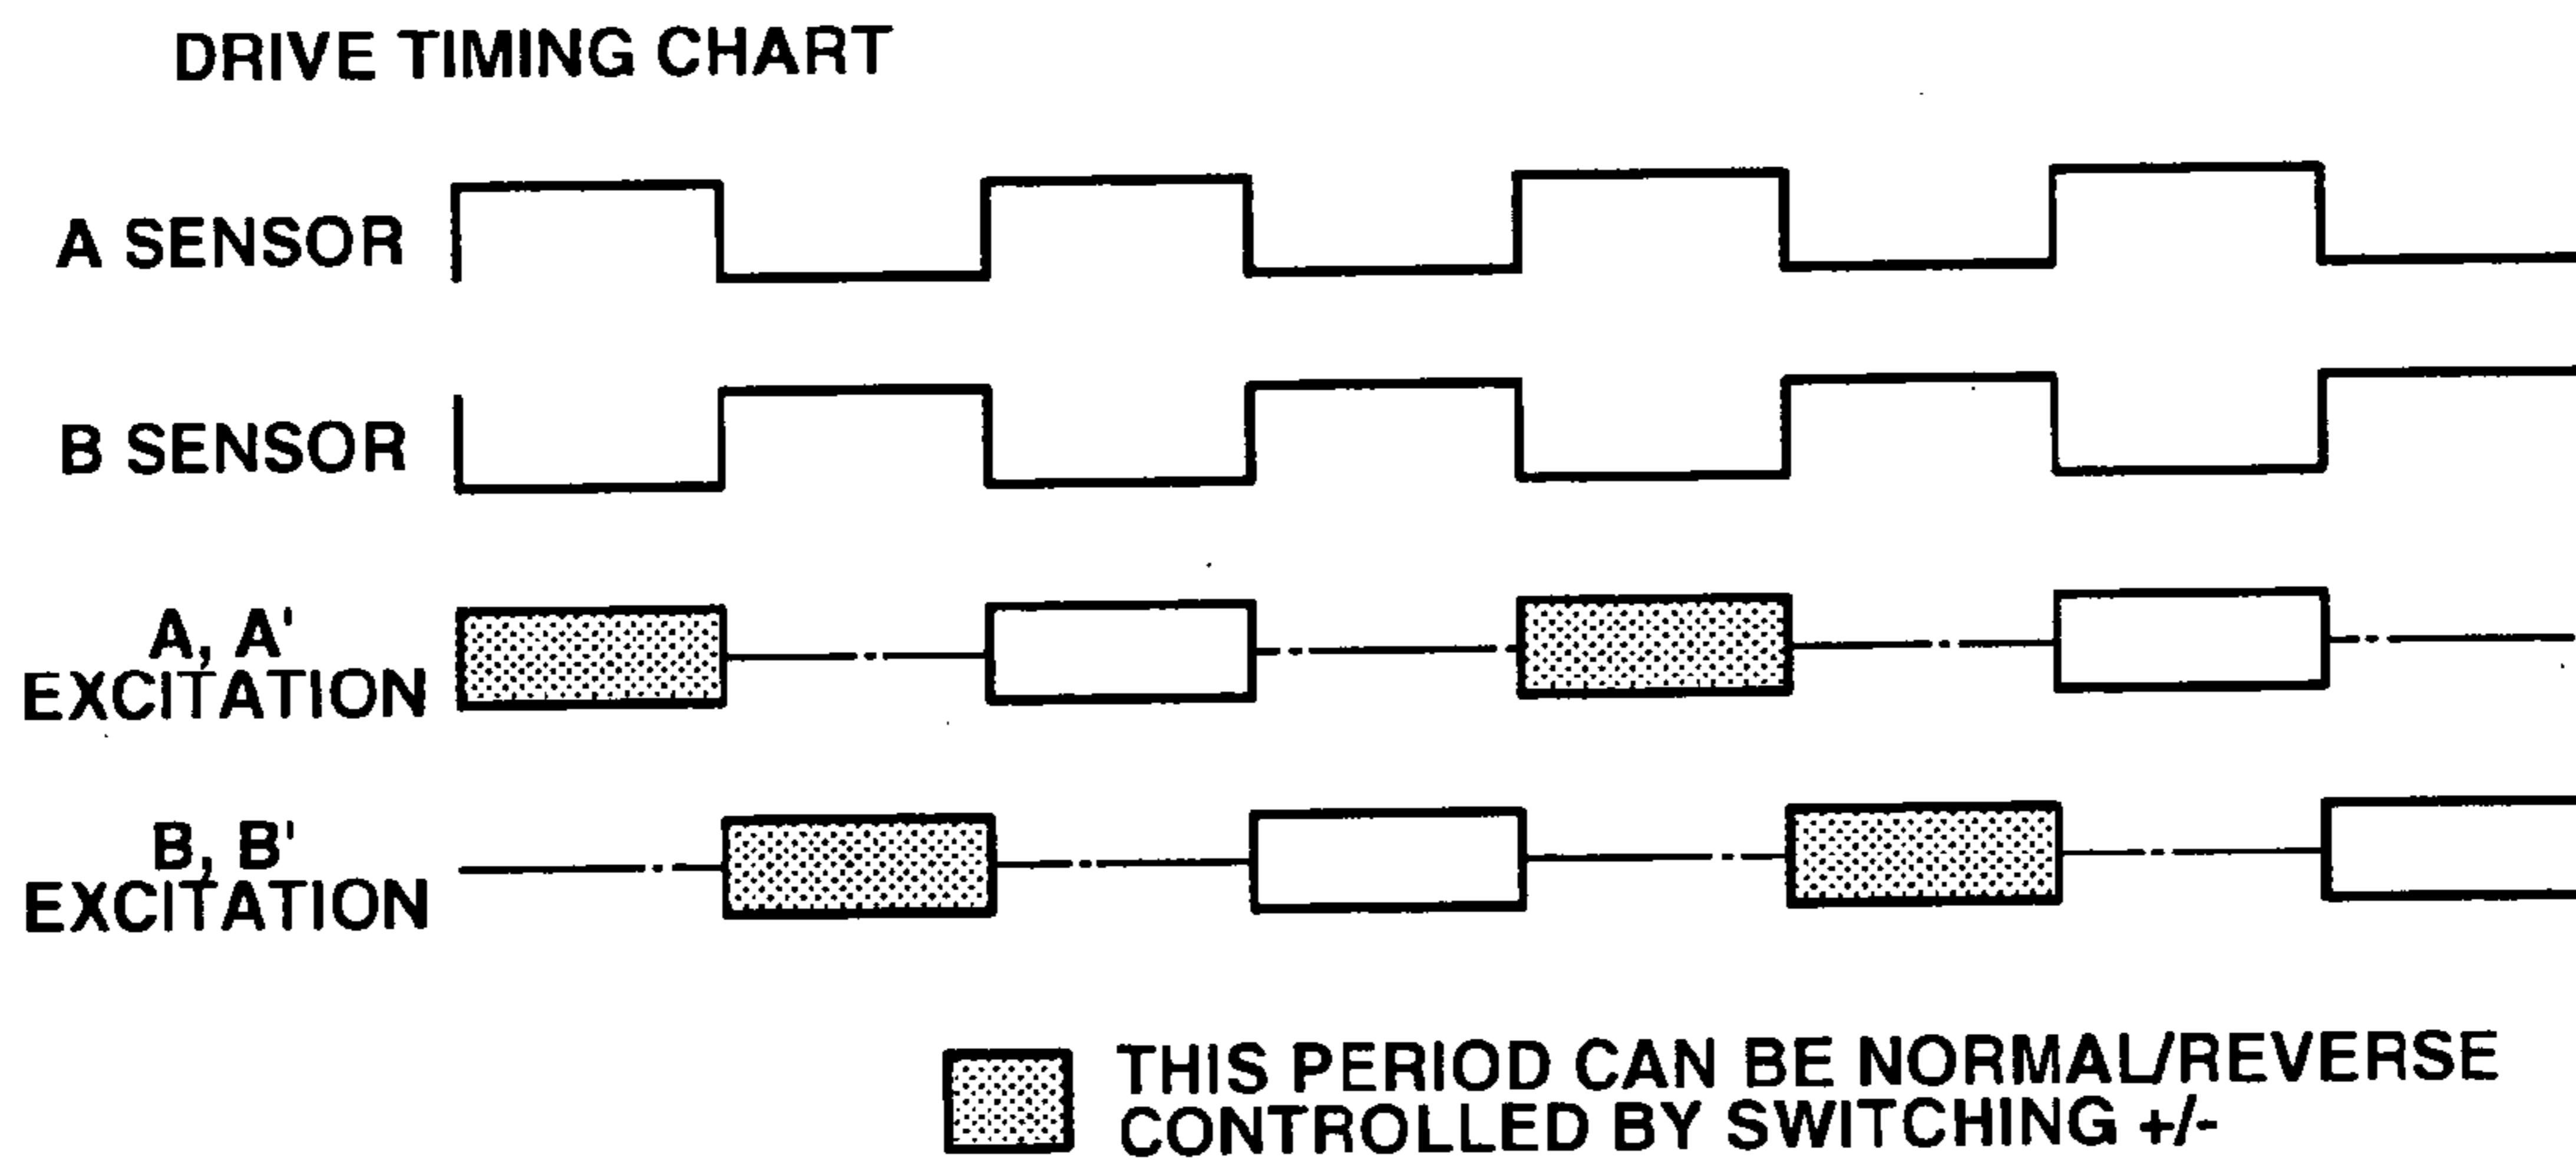 DRIVE TIMING CHART
A SENSOR
B SENSOR
A, A'
EXCITATION
B, B'
EXCITATION
THIS PERIOD CAN BE NORMAL/REVERSE
CONTROLLED BY SWITCHING +/-